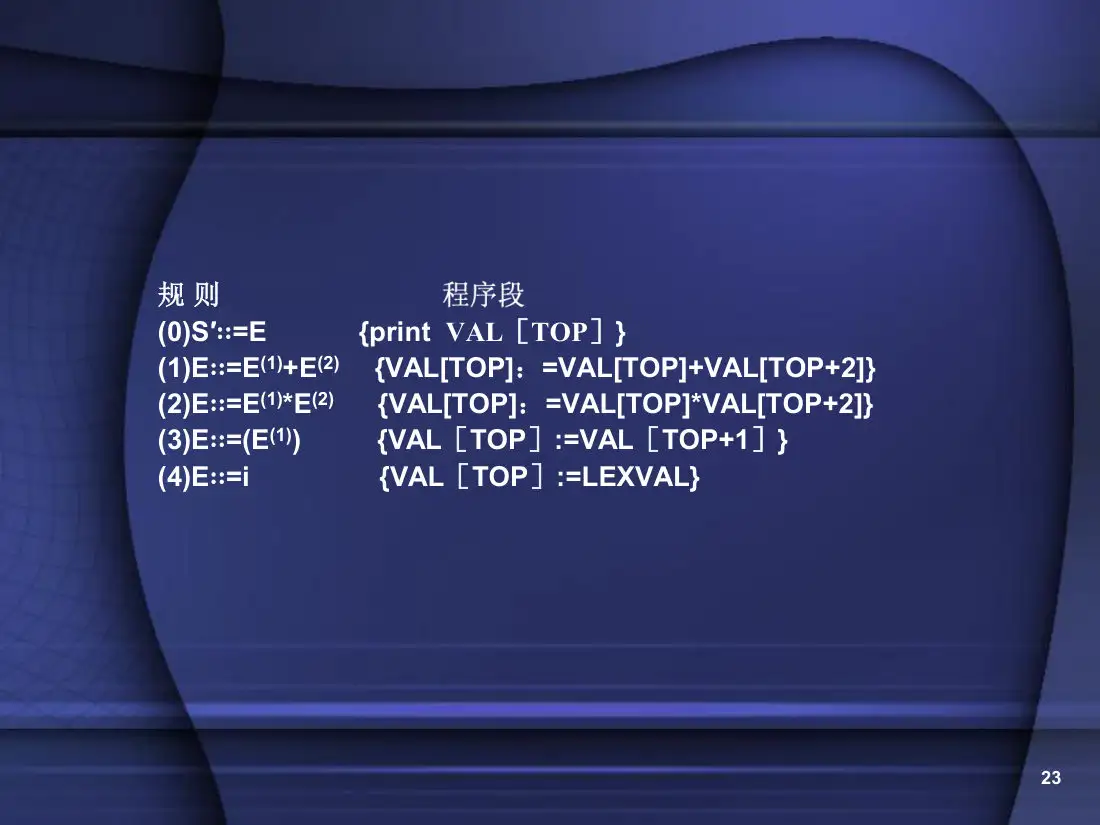 规 则 程序段
(0)S′∷=E {print VAL［TOP］}
(1)E∷=E(1)+E(2) {VAL[TOP]：=VAL[TOP]+VAL[TOP+2]}
(2)E∷=E(1)*E(2) {VAL[TOP]：=VAL[TOP]*VAL[TOP+2]}
(3)E∷=(E(1)) {VAL［TOP］:=VAL［TOP+1］}
(4)E∷=i {VAL［TOP］:=LEXVAL}
23